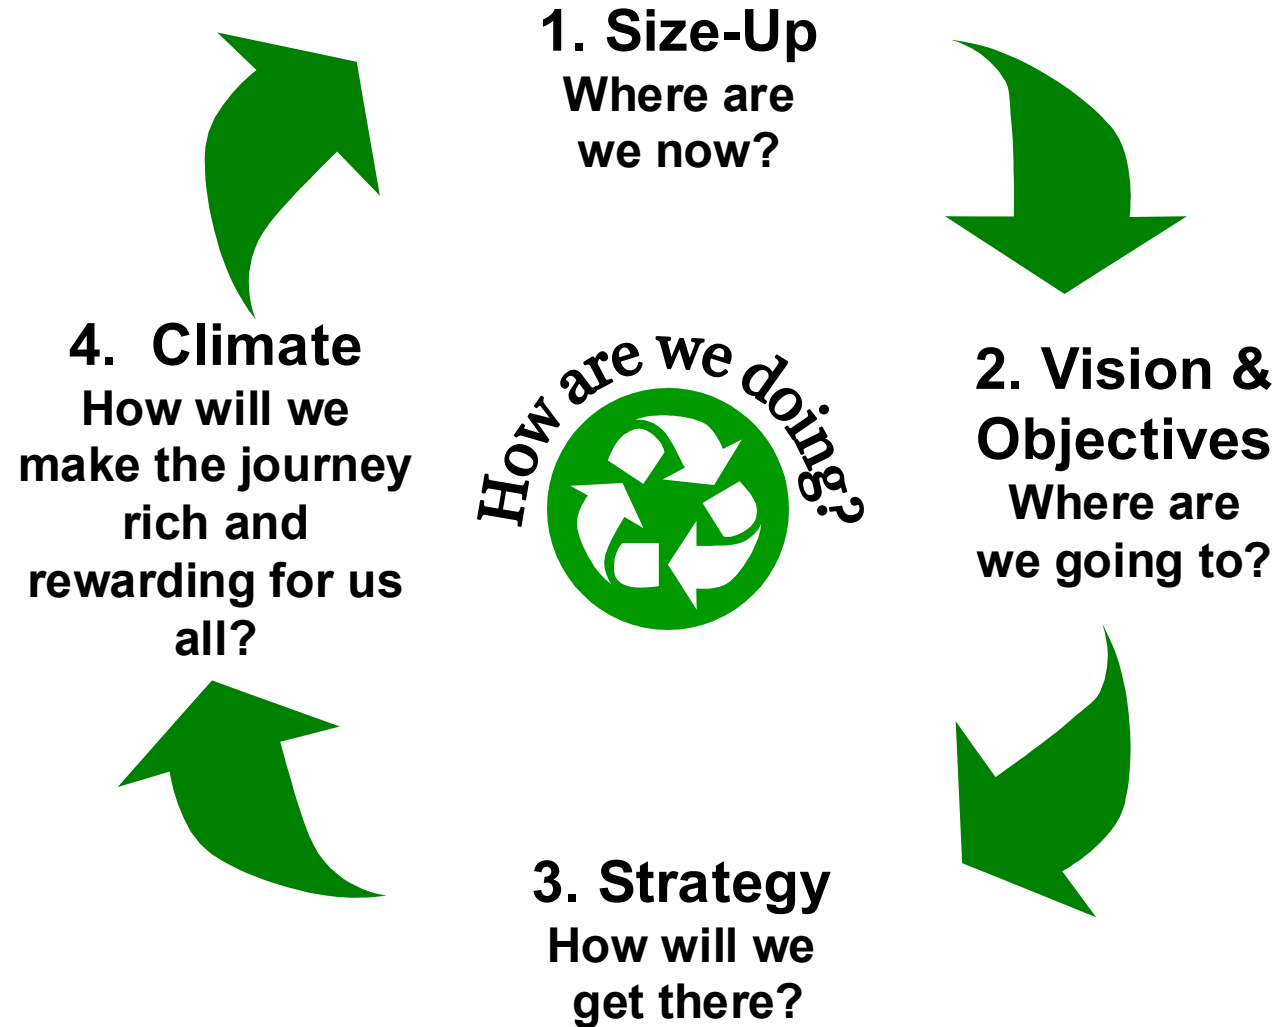 1. Size-Up
Where are
we now?
2. Vision &
Objectives
Where are
we going to?
3. Strategy
How will we
get there?
4. Climate
How will we
make the journey
rich and
rewarding for us
all?
How are we doing?